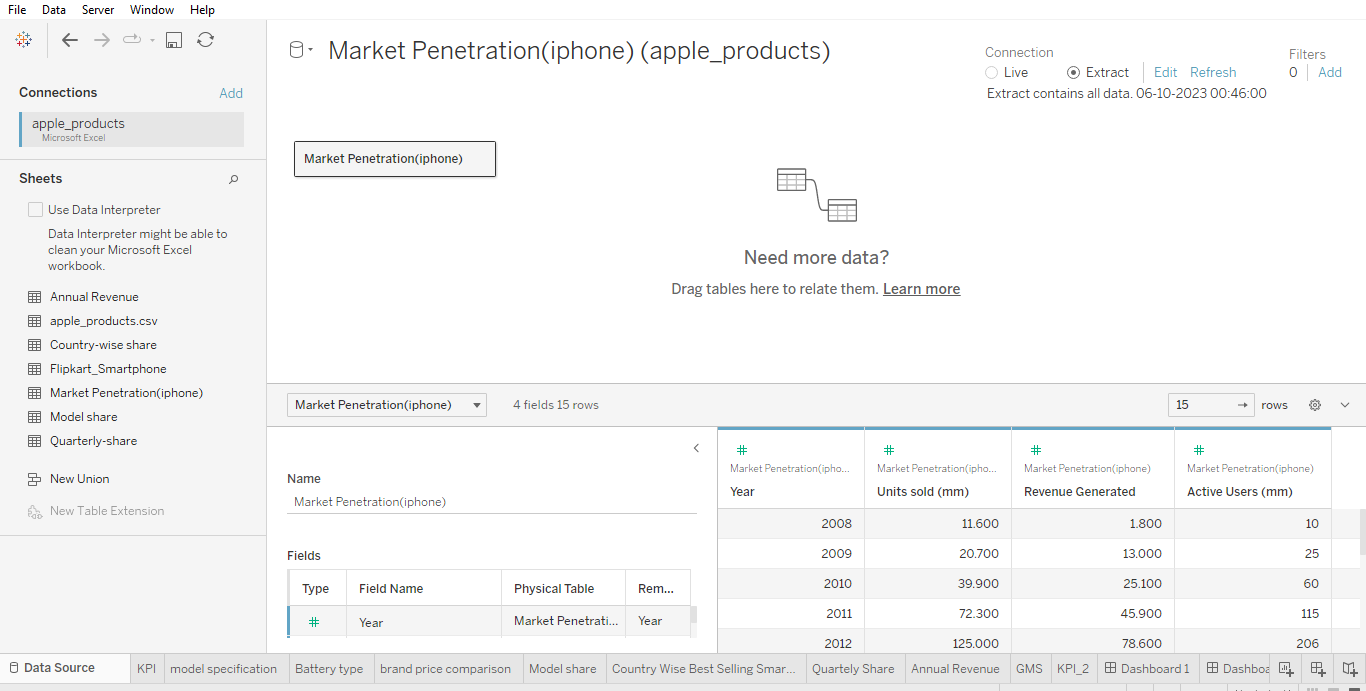 File Data Server Window Help
Market Penetration(iphone) (apple_products)
Connection
Live Extract Edit Refresh
Extract contains all data. 06-10-2023 00:46:00
Filters
0 Add
Connections Add
apple_products
Microsoft Excel
Sheets
Use Data Interpreter
Data Interpreter might be able to
clean your Microsoft Excel
workbook.
Annual Revenue
apple_products.csv
Country-wise share
Flipkart_Smartphone
Market Penetration(iphone)
Model share
Quarterly-share
New Union
New Table Extension
Market Penetration(iphone)
Need more data?
Drag tables here to relate them. Learn more
Market Penetration(iphone) 4 fields 15 rows 15 → rows
Name
Market Penetration(iphone)
Fields
Type Field Name Physical Table Rem...
# Year Market Penetrati... Year
# # # #
Market Penetration(ipho... Market Penetration(ipho... Market Penetration(iphone) Market Penetration(iphone)
Year Units sold (mm) Revenue Generated Active Users (mm)
2008 11.600 1.800 10
2009 20.700 13.000 25
2010 39.900 25.100 60
2011 72.300 45.900 115
2012 125.000 78.600 206
Data Source KPI model specification Battery type brand price comparison Model share Country Wise Best Selling Smar... Quartely Share Annual Revenue GMS KPI_2 Dashboard 1 Dashboa